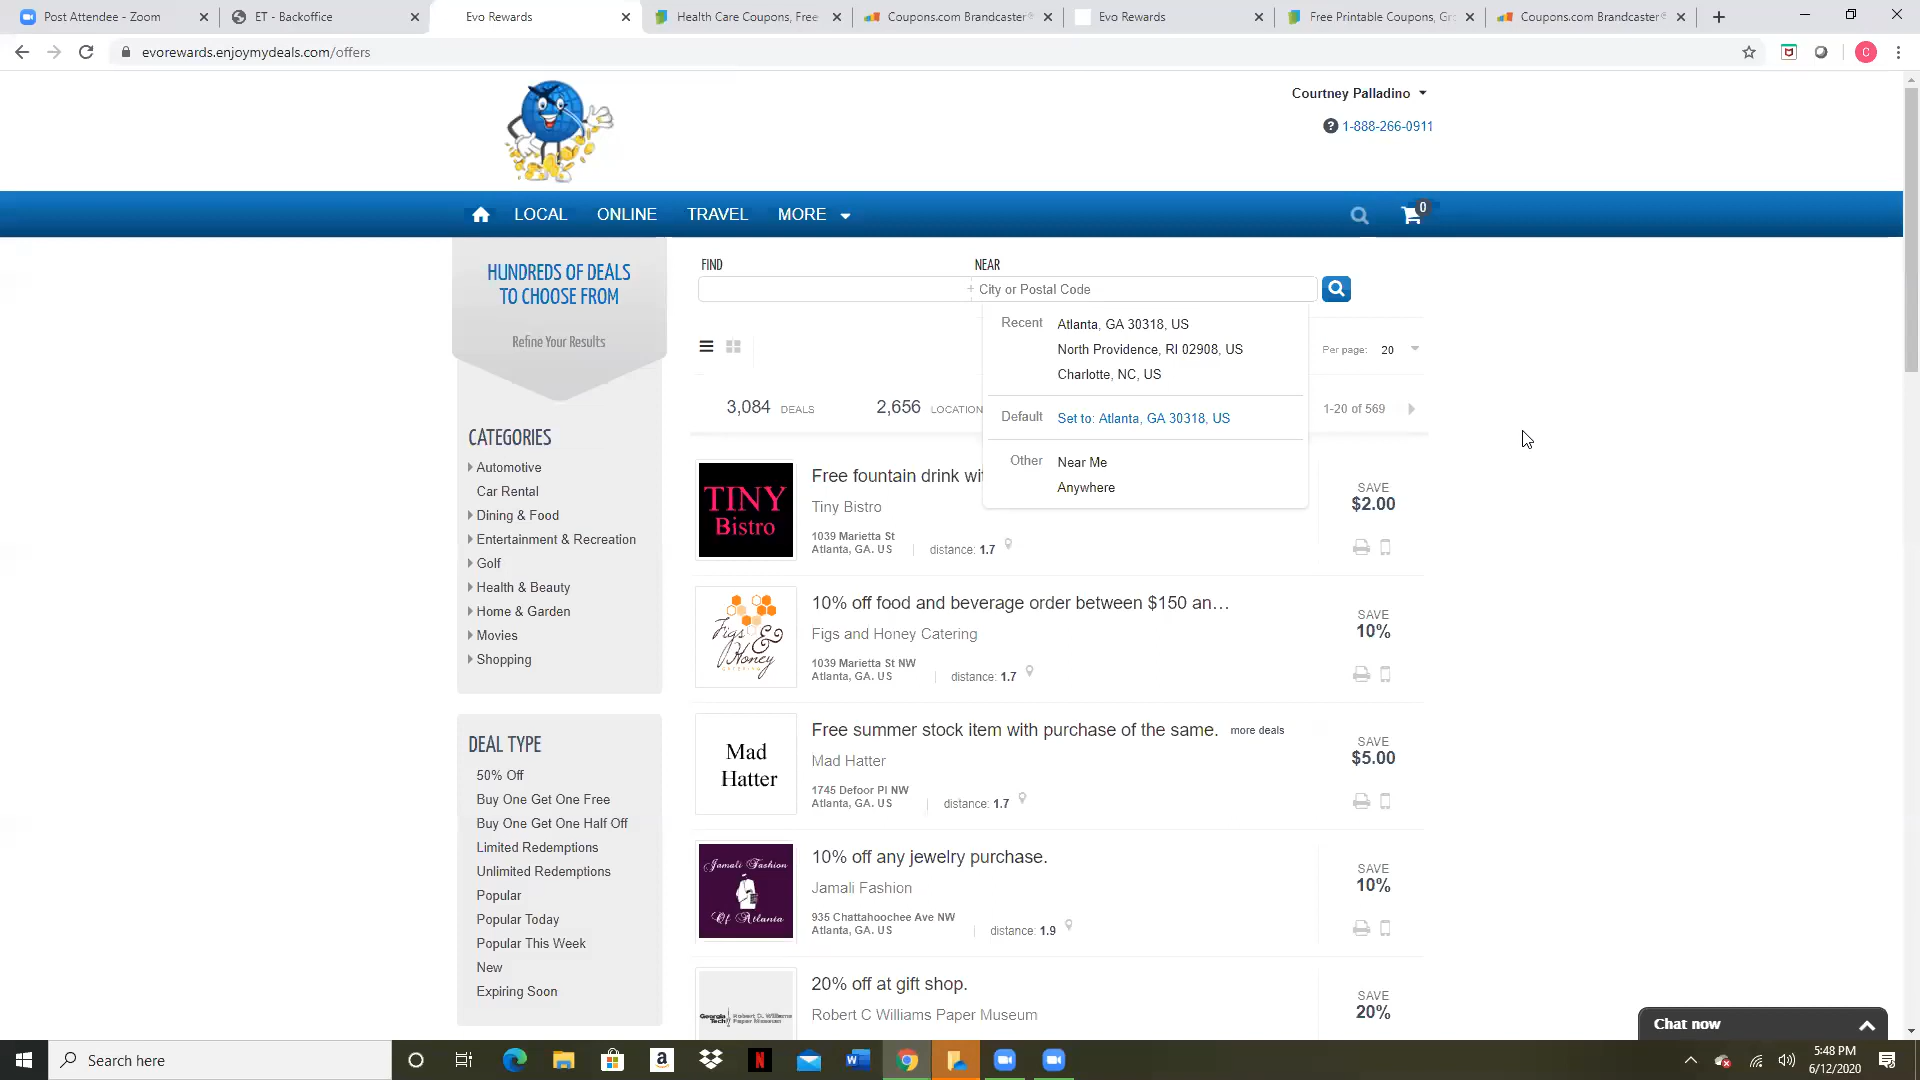 Post Attendee - Zoom
ET - Backoffice
Evo Rewards
Health Care Coupons, Free
Coupons.com Brandcaster
Evo Rewards
Free Printable Coupons, Gr
Coupons.com Brandcaster
evorewards.enjoymydeals.com/offers
C
Courtney Palladino
1-888-266-0911
LOCAL ONLINE TRAVEL MORE
0
HUNDREDS OF DEALS
TO CHOOSE FROM
Refine Your Results
CATEGORIES
Automotive
Car Rental
Dining & Food
Entertainment & Recreation
Golf
Health & Beauty
Home & Garden
Movies
Shopping
DEAL TYPE
50% Off
Buy One Get One Free
Buy One Get One Half Off
Limited Redemptions
Unlimited Redemptions
Popular
Popular Today
Popular This Week
New
Expiring Soon
FIND
NEAR
City or Postal Code
Recent Atlanta, GA 30318, US
North Providence, RI 02908, US
Charlotte, NC, US
Default Set to: Atlanta, GA 30318, US
Other Near Me
Anywhere
Per page: 20
3,084 DEALS 2,656 LOCATION
1-20 of 569
TINY
Bistro
Free fountain drink wit
Tiny Bistro
1039 Marietta St
Atlanta, GA. US
distance: 1.7
SAVE
$2.00
Figs &
Honey
CATERING
10% off food and beverage order between $150 an…
Figs and Honey Catering
1039 Marietta St NW
Atlanta, GA. US
distance: 1.7
SAVE
10%
Mad
Hatter
Free summer stock item with purchase of the same. more deals
Mad Hatter
1745 Defoor Pl NW
Atlanta, GA. US
distance: 1.7
SAVE
$5.00
Jamali Fashion
Of Atlanta
10% off any jewelry purchase.
Jamali Fashion
935 Chattahoochee Ave NW
Atlanta, GA. US
distance: 1.9
SAVE
10%
Georgia
Tech
Robert C. Williams
Paper Museum
20% off at gift shop.
Robert C Williams Paper Museum
SAVE
20%
Chat now
Search here
5:48 PM
6/12/2020